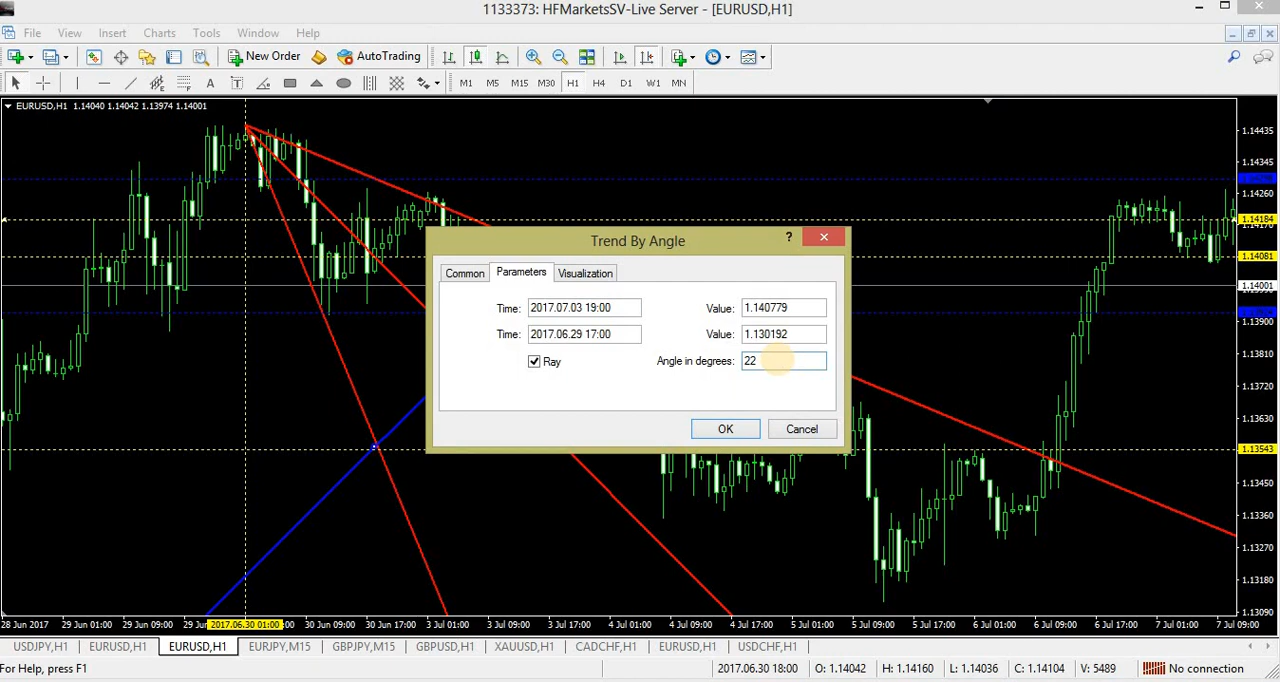 1133373: HFMarketsSV-Live Server - [EURUSD,H1]
File View Insert Charts Tools Window Help
New Order AutoTrading
A T M1 M5 M15 M30 H1 H4 D1 W1 MN
EURUSD,H1 1.14040 1.14042 1.13974 1.14001
1.14435
1.14345
1.14260
1.14184
1.14081
1.14001
1.13900
1.13810
1.13720
1.13630
1.13543
1.13450
1.13360
1.13270
1.13180
1.13090
Trend By Angle ?
Common Parameters Visualization
Time: 2017.07.03 19:00 Value: 1.140779
Time: 2017.06.29 17:00 Value: 1.130192
Ray Angle in degrees: 22
OK Cancel
28 Jun 2017 29 Jun 01:00 29 Jun 09:00 29 Jun 2017.06.30 01:00 30 Jun 09:00 30 Jun 17:00 3 Jul 01:00 3 Jul 09:00 3 Jul 17:00 4 Jul 01:00 4 Jul 09:00 4 Jul 17:00 5 Jul 01:00 5 Jul 09:00 5 Jul 17:00 6 Jul 01:00 6 Jul 09:00 6 Jul 17:00 7 Jul 01:00 7 Jul 09:00
USDJPY,H1 EURUSD,H1 EURUSD,H1 EURJPY,M15 GBPJPY,M15 GBPUSD,H1 XAUUSD,H1 CADCHF,H1 EURUSD,H1 USDCHF,H1
For Help, press F1 2017.06.30 18:00 O: 1.14042 H: 1.14160 L: 1.14036 C: 1.14104 V: 5489 No connection